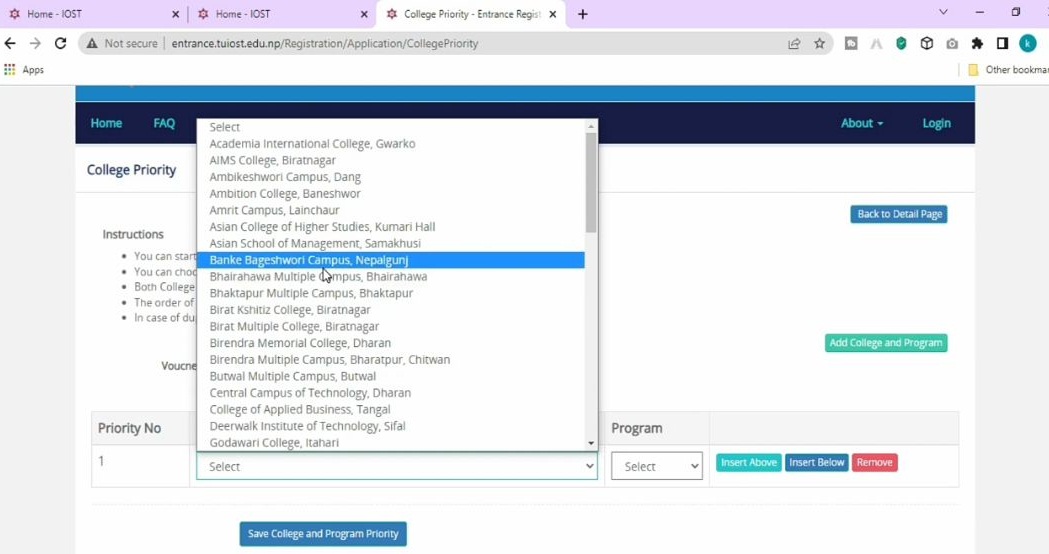 Home - IOST
Home - IOST
College Priority - Entrance Regist
Not secure
entrance.tuiost.edu.np/Registration/Application/CollegePriority
k
Apps
Other bookmar
Home
FAQ
About
Login
College Priority
Back to Detail Page
Instructions
You can start
You can choo
Both College
The order of
In case of du
Select
Academia International College, Gwarko
AIMS College, Biratnagar
Ambikeshwori Campus, Dang
Ambition College, Baneshwor
Amrit Campus, Lainchaur
Asian College of Higher Studies, Kumari Hall
Asian School of Management, Samakhusi
Banke Bageshwori Campus, Nepalgunj
Bhairahawa Multiple Campus, Bhairahawa
Bhaktapur Multiple Campus, Bhaktapur
Birat Kshitiz College, Biratnagar
Birat Multiple College, Biratnagar
Birendra Memorial College, Dharan
Birendra Multiple Campus, Bharatpur, Chitwan
Butwal Multiple Campus, Butwal
Central Campus of Technology, Dharan
College of Applied Business, Tangal
Deerwalk Institute of Technology, Sifal
Godawari College, Itahari
Add College and Program
Priority No
Program
1
Select
Select
Insert Above
Insert Below
Remove
Save College and Program Priority